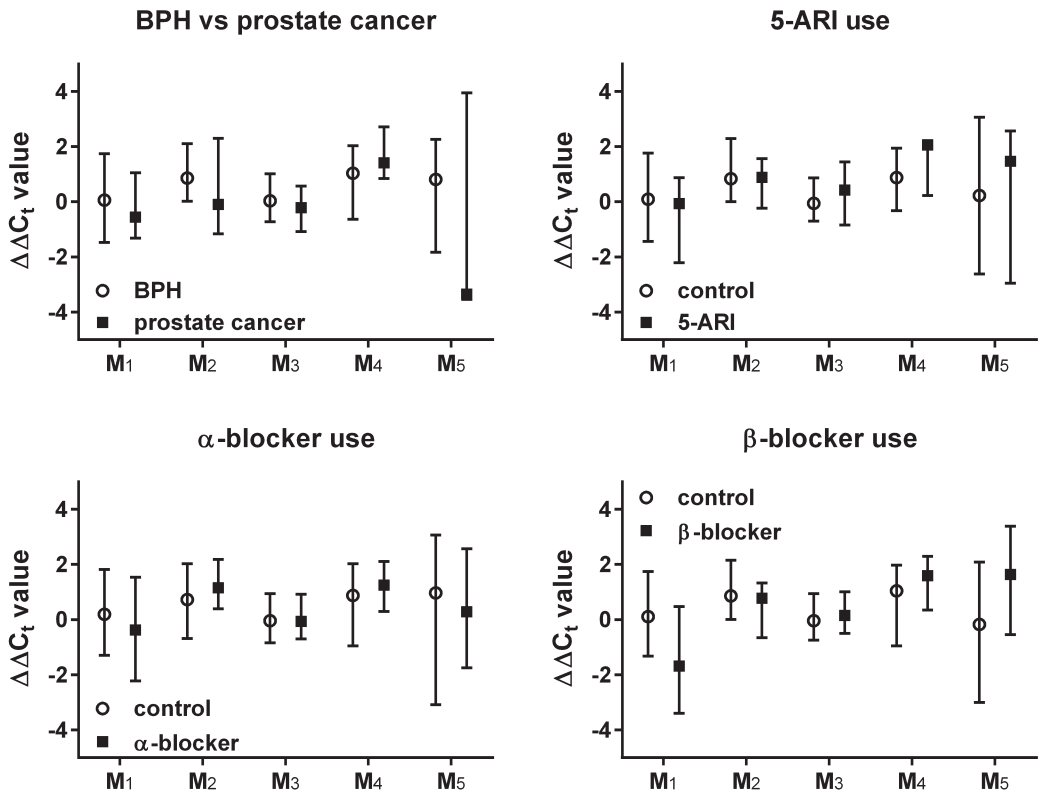 BPH vs prostate cancer
ΔΔCt value
4
2
0
-2
-4
BPH
prostate cancer
M1 M2 M3 M4 M5
5-ARI use
ΔΔCt value
4
2
0
-2
-4
control
5-ARI
M1 M2 M3 M4 M5
α-blocker use
ΔΔCt value
4
2
0
-2
-4
control
α-blocker
M1 M2 M3 M4 M5
β-blocker use
ΔΔCt value
4
2
0
-2
-4
control
β-blocker
M1 M2 M3 M4 M5